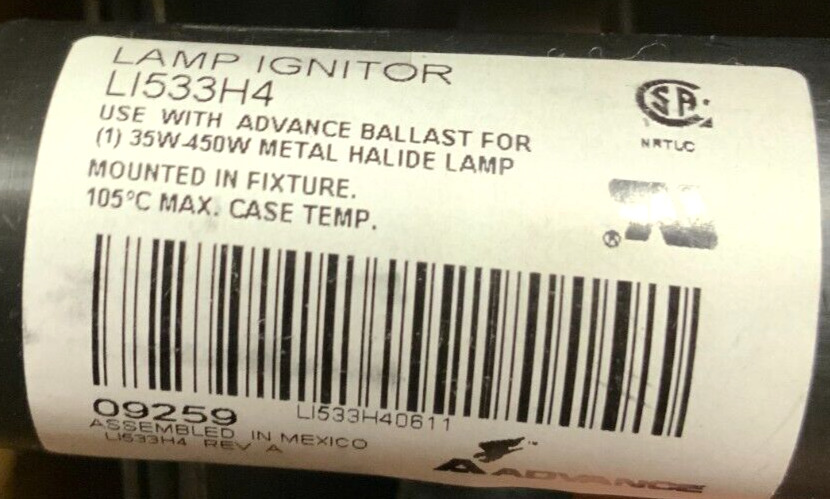 LAMP IGNITOR
LI533H4
USE WITH ADVANCE BALLAST FOR
(1) 35W-450W METAL HALIDE LAMP
MOUNTED IN FIXTURE.
105°C MAX. CASE TEMP.
SA
NRTLC
®
LI533H40611
09259
ASSEMBLED IN MEXICO
LI533H4 REV A
ADVANCE